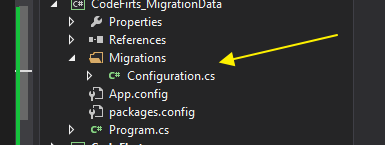 CodeFirts_MigrationData
Properties
References
Migrations
C# Configuration.cs
App.config
packages.config
C# Program.cs